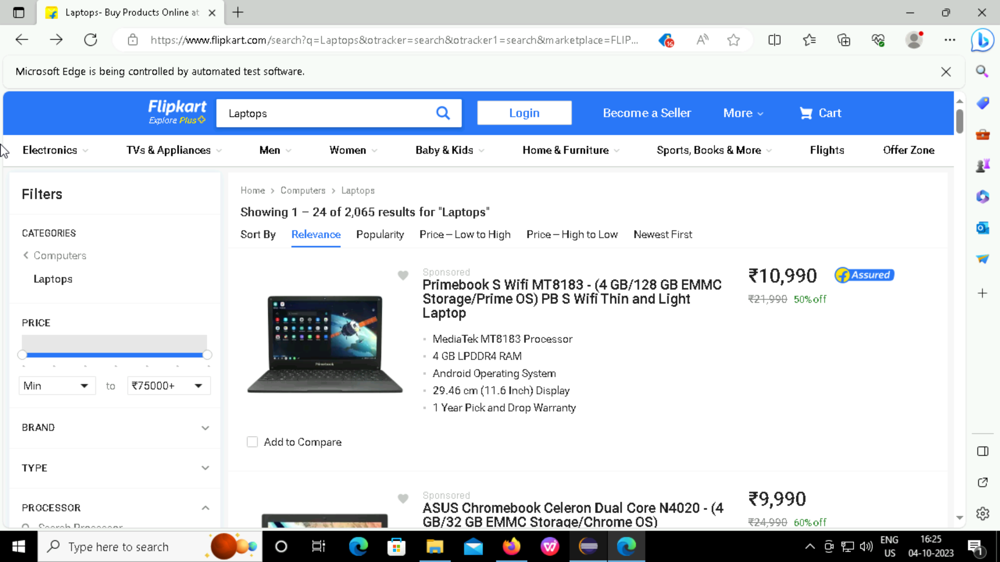 Laptops- Buy Products Online at
https://www.flipkart.com/search?q=Laptops&otracker=search&otracker1=search&marketplace=FLIP...
16
Microsoft Edge is being controlled by automated test software.
Flipkart
Explore Plus
Laptops
Login
Become a Seller
More
Cart
Electronics
TVs & Appliances
Men
Women
Baby & Kids
Home & Furniture
Sports, Books & More
Flights
Offer Zone
Filters
CATEGORIES
Computers
Laptops
PRICE
Min
to
₹75000+
BRAND
TYPE
PROCESSOR
Search Processor
Home > Computers > Laptops
Showing 1 – 24 of 2,065 results for "Laptops"
Sort By
Relevance
Popularity
Price -- Low to High
Price -- High to Low
Newest First
Sponsored
Primebook S Wifi MT8183 - (4 GB/128 GB EMMC
Storage/Prime OS) PB S Wifi Thin and Light
Laptop
MediaTek MT8183 Processor
4 GB LPDDR4 RAM
Android Operating System
29.46 cm (11.6 Inch) Display
1 Year Pick and Drop Warranty
₹10,990
Assured
₹21,990 50% off
Add to Compare
Sponsored
ASUS Chromebook Celeron Dual Core N4020 - (4
GB/32 GB EMMC Storage/Chrome OS)
₹9,990
₹24,990 60% off
Type here to search
ENG
US
16:25
04-10-2023
1